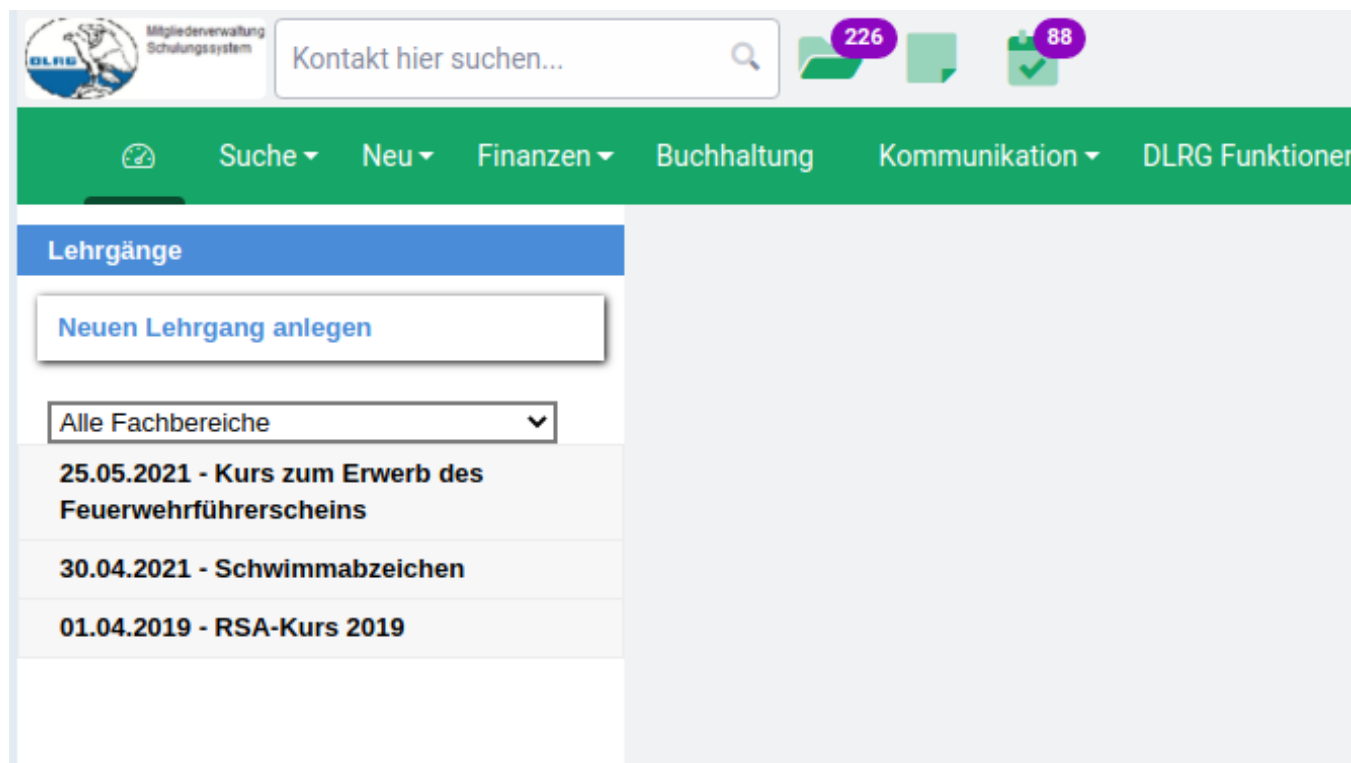 Mitgliederverwaltung
Schulungssystem
DLRG
Kontakt hier suchen...
226
88
Suche
Neu
Finanzen
Buchhaltung
Kommunikation
DLRG Funktionen
Lehrgänge
Neuen Lehrgang anlegen
Alle Fachbereiche
25.05.2021 - Kurs zum Erwerb des
Feuerwehrführerscheins
30.04.2021 - Schwimmabzeichen
01.04.2019 - RSA-Kurs 2019